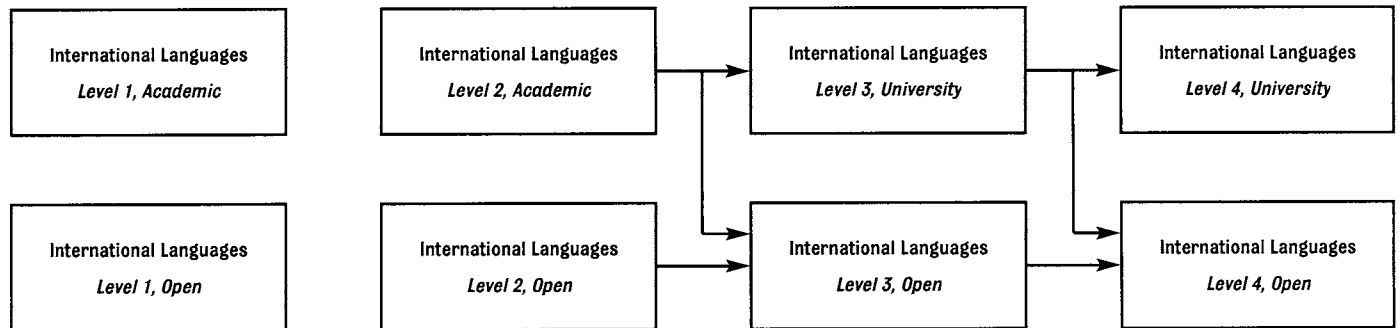 International Languages
Level 1, Academic
International Languages
Level 2, Academic
International Languages
Level 3, University
International Languages
Level 4, University
International Languages
Level 1, Open
International Languages
Level 2, Open
International Languages
Level 3, Open
International Languages
Level 4, Open